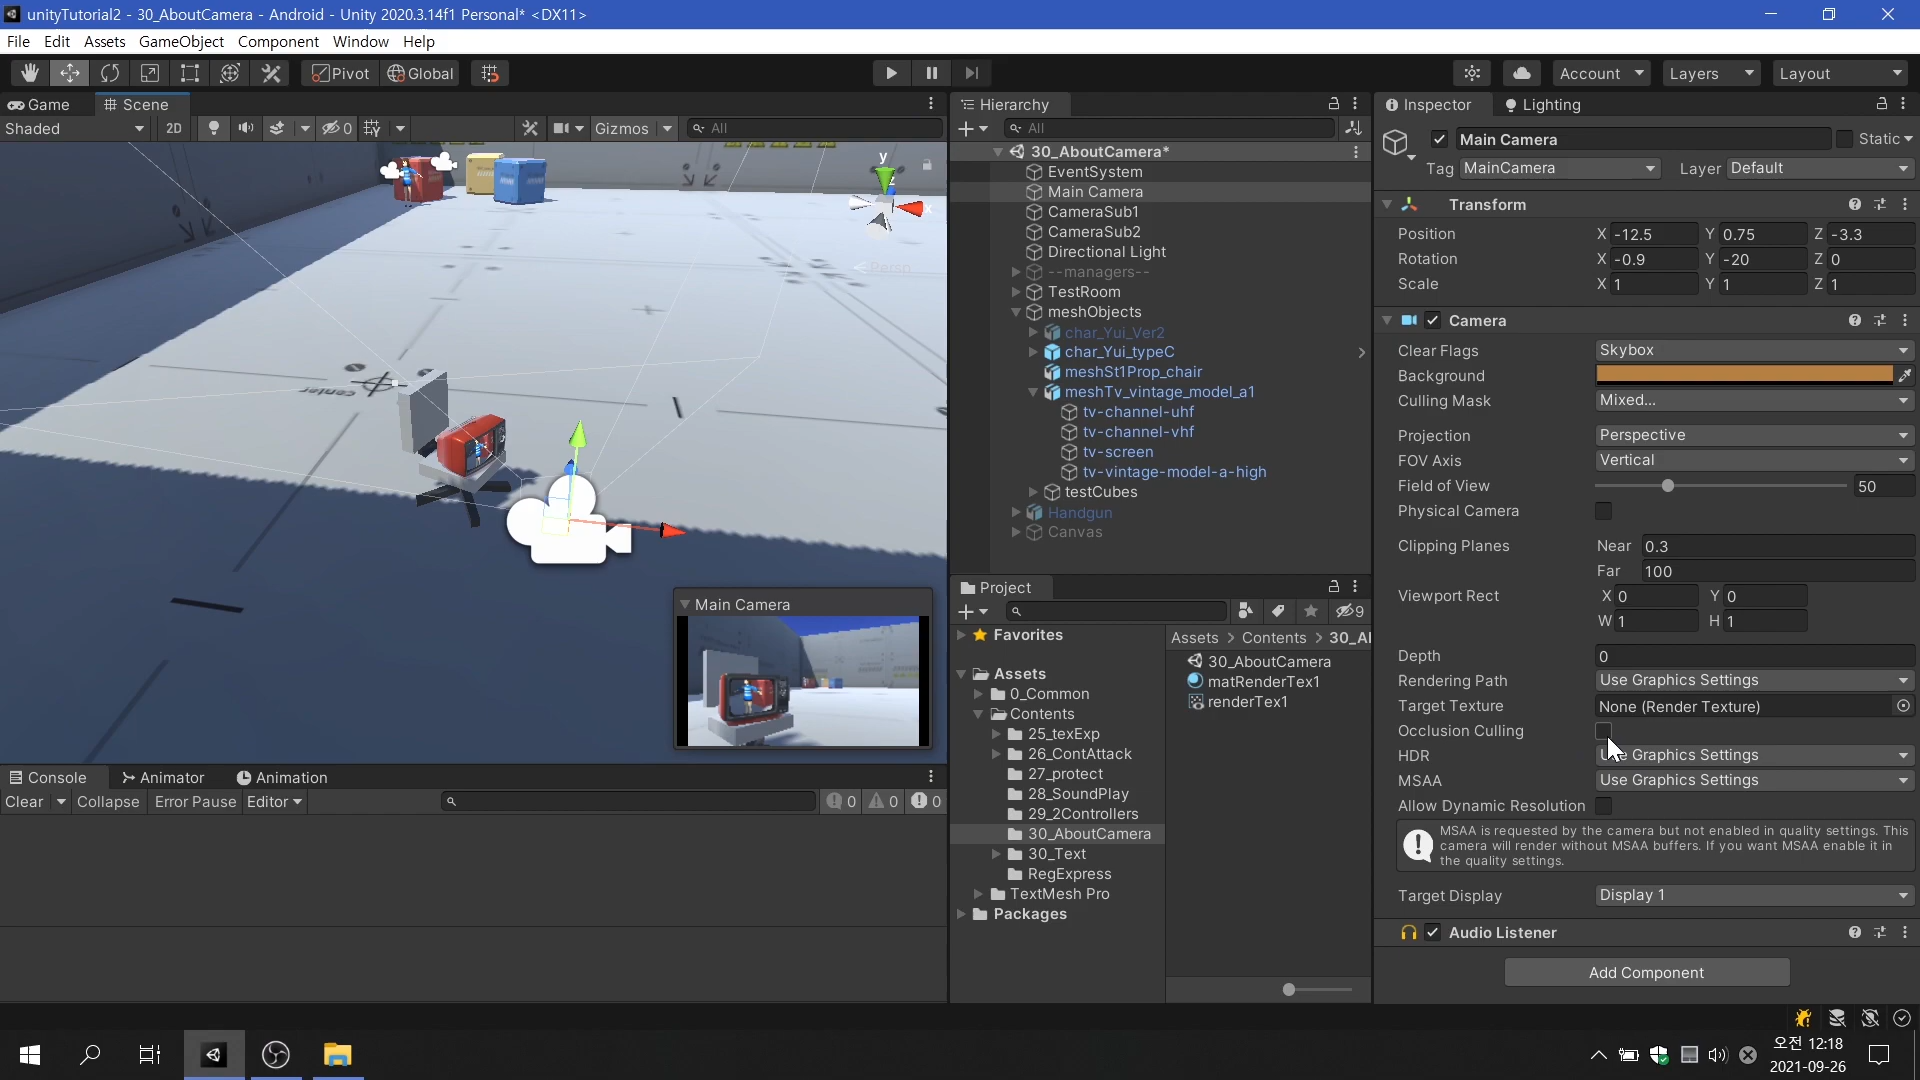 unityTutorial2 - 30_AboutCamera - Android - Unity 2020.3.14f1 Personal* <DX11>
File Edit Assets GameObject Component Window Help
Pivot Global Account Layers Layout
Game Scene
Shaded 2D 0 Gizmos All
y
x
Persp
center
Main Camera
Console Animator Animation
Clear Collapse Error Pause Editor 0 0 0
Hierarchy
All
30_AboutCamera*
EventSystem
Main Camera
CameraSub1
CameraSub2
Directional Light
--managers--
TestRoom
meshObjects
char_Yui_Ver2
char_Yui_typeC
meshSt1Prop_chair
meshTv_vintage_model_a1
tv-channel-uhf
tv-channel-vhf
tv-screen
tv-vintage-model-a-high
testCubes
Handgun
Canvas
Project
9
Favorites
Assets
0_Common
Contents
25_texExp
26_ContAttack
27_protect
28_SoundPlay
29_2Controllers
30_AboutCamera
30_Text
RegExpress
TextMesh Pro
Packages
Assets > Contents > 30_Al
30_AboutCamera
matRenderTex1
renderTex1
Inspector Lighting
Main Camera Static
Tag MainCamera Layer Default
Transform
Position X -12.5 Y 0.75 Z -3.3
Rotation X -0.9 Y -20 Z 0
Scale X 1 Y 1 Z 1
Camera
Clear Flags Skybox
Background
Culling Mask Mixed...
Projection Perspective
FOV Axis Vertical
Field of View 50
Physical Camera
Clipping Planes Near 0.3
Far 100
Viewport Rect X 0 Y 0
W 1 H 1
Depth 0
Rendering Path Use Graphics Settings
Target Texture None (Render Texture)
Occlusion Culling
HDR Use Graphics Settings
MSAA Use Graphics Settings
Allow Dynamic Resolution
MSAA is requested by the camera but not enabled in quality settings. This
camera will render without MSAA buffers. If you want MSAA enable it in
the quality settings.
Target Display Display 1
Audio Listener
Add Component
오전 12:18
2021-09-26